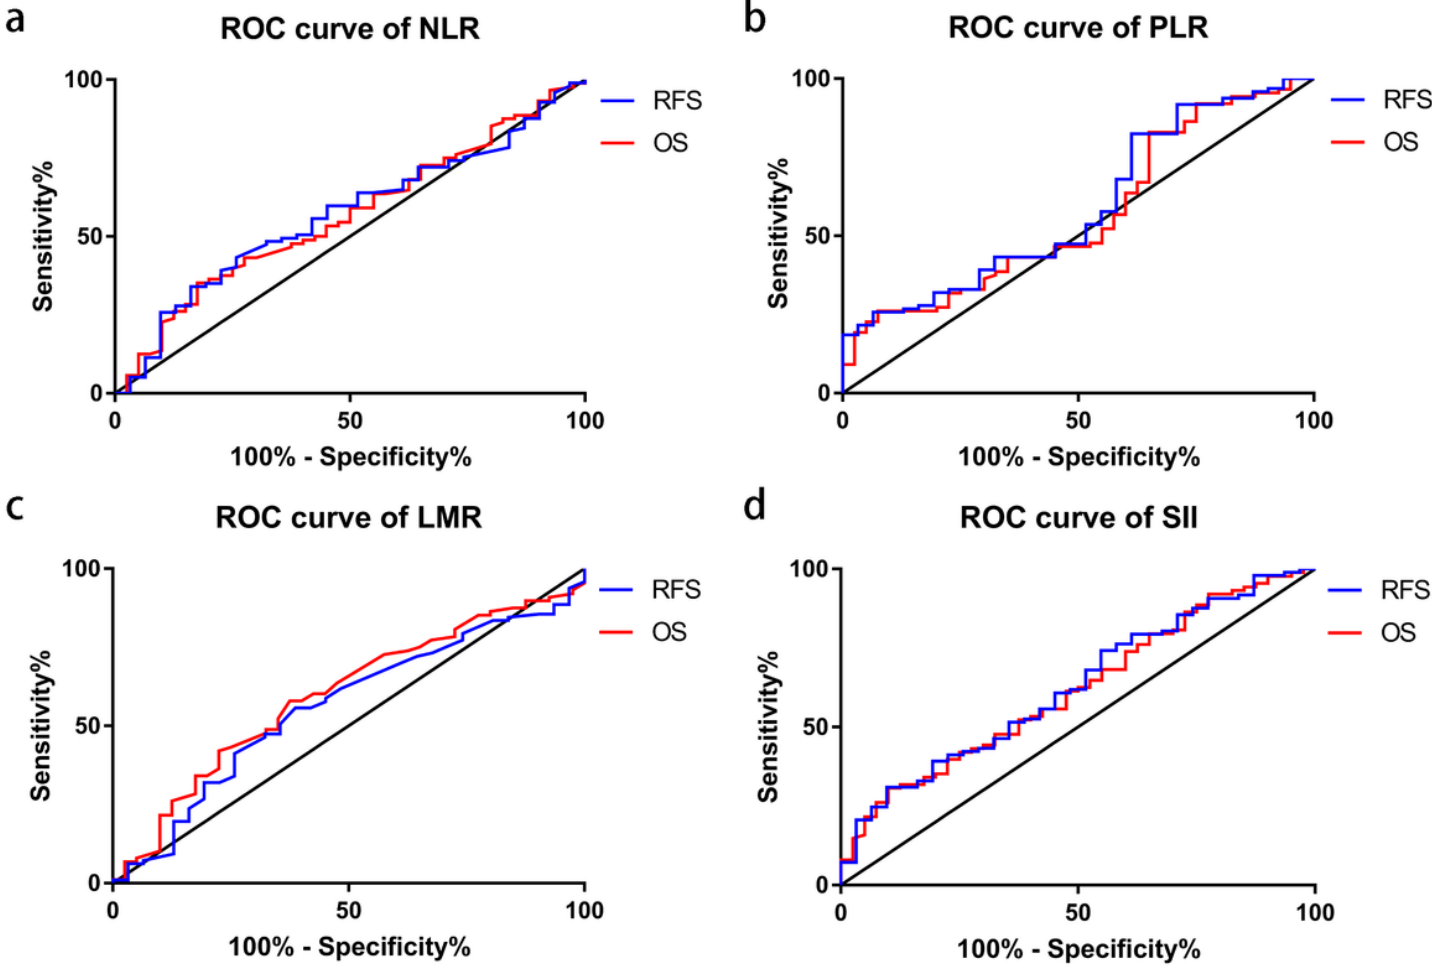 a
ROC curve of NLR
100
50
0
0 50 100
Sensitivity%
100% - Specificity%
RFS
OS
b
ROC curve of PLR
100
50
0
0 50 100
Sensitivity%
100% - Specificity%
RFS
OS
c
ROC curve of LMR
100
50
0
0 50 100
Sensitivity%
100% - Specificity%
RFS
OS
d
ROC curve of SII
100
50
0
0 50 100
Sensitivity%
100% - Specificity%
RFS
OS